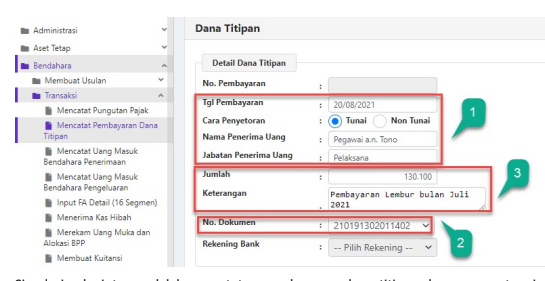 Administrasi
Aset Tetap
Bendahara
Membuat Usulan
Transaksi
Mencatat Pungutan Pajak
Mencatat Pembayaran Dana
Titipan
Mencatat Uang Masuk
Bendahara Penerimaan
Mencatat Uang Masuk
Bendahara Pengeluaran
Input FA Detail (16 Segmen)
Menerima Kas Hibah
Merekam Uang Muka dan
Alokasi BPP
Membuat Kuitansi
Dana Titipan
Detail Dana Titipan
No. Pembayaran :
Tgl Pembayaran : 20/08/2021
Cara Penyetoran : Tunai Non Tunai
Nama Penerima Uang : Pegawai a.n. Tono
Jabatan Penerima Uang : Pelaksana
1
Jumlah : 130.100
Keterangan : Pembayaran Lembur bulan Juli
2021
3
No. Dokumen : 210191302011402
2
Rekening Bank : -- Pilih Rekening --